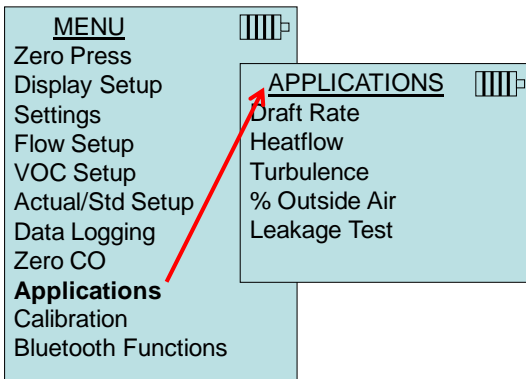 MENU
Zero Press
Display Setup
Settings
Flow Setup
VOC Setup
Actual/Std Setup
Data Logging
Zero CO
Applications
Calibration
Bluetooth Functions
APPLICATIONS
Draft Rate
Heatflow
Turbulence
% Outside Air
Leakage Test